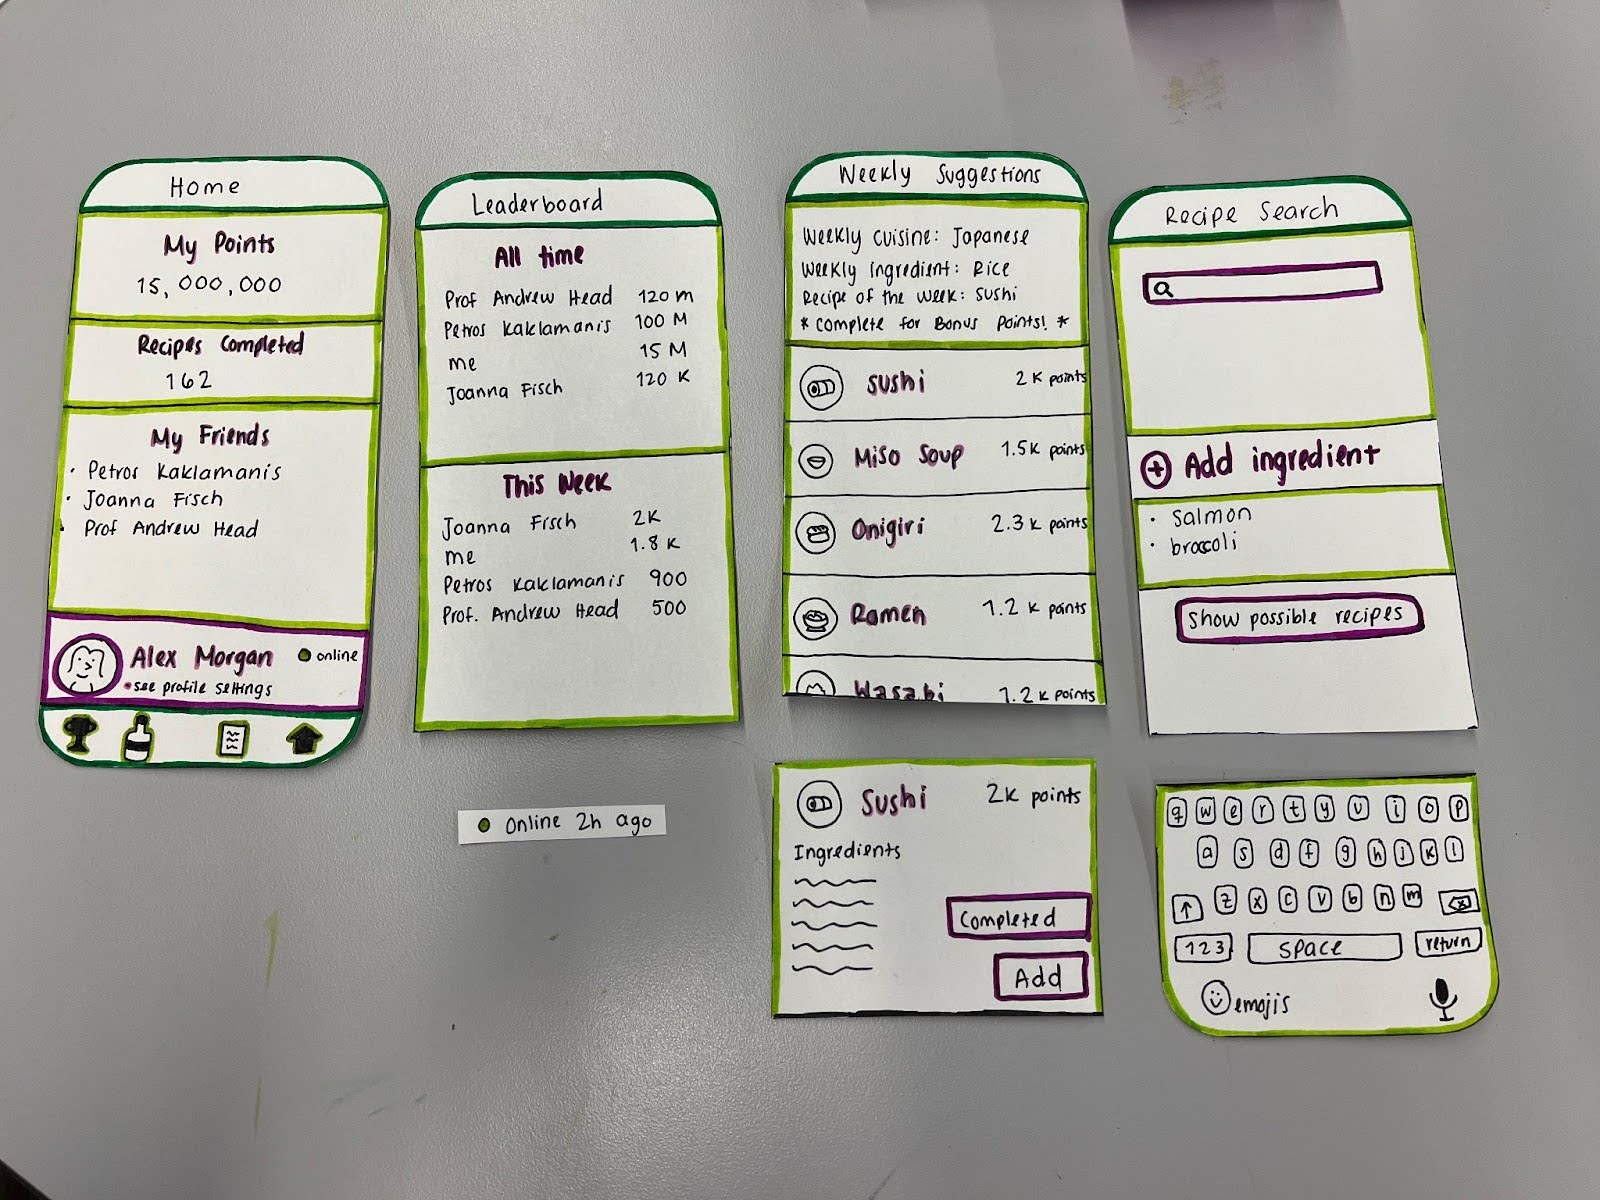 Home
My Points
15,000,000
Recipes Completed
162
My Friends
• Petros Kaklamanis
• Joanna Fisch
• Prof Andrew Head
Alex Morgan
online
•see profile settings
Leaderboard
All time
Prof Andrew Head 120 m
Petros Kaklamanis 100 M
me 15 M
Joanna Fisch 120 K
This Week
Joanna Fisch 2K
me 1.8 K
Petros Kaklamanis 900
Prof. Andrew Head 500
Online 2h ago
Weekly Suggestions
Weekly cuisine: Japanese
Weekly ingredient: Rice
Recipe of the week: Sushi
* Complete for Bonus Points! *
Sushi 2K points
Miso Soup 1.5K points
Onigiri 2.3K points
Ramen 1.2K points
Wasabi 1.2K points
Sushi 2K points
Ingredients
Completed
Add
Recipe Search
+ Add ingredient
• Salmon
• broccoli
Show possible recipes
q w e r t y u i o p
a s d f g h j k l
z x c v b n m
123 space return
emojis